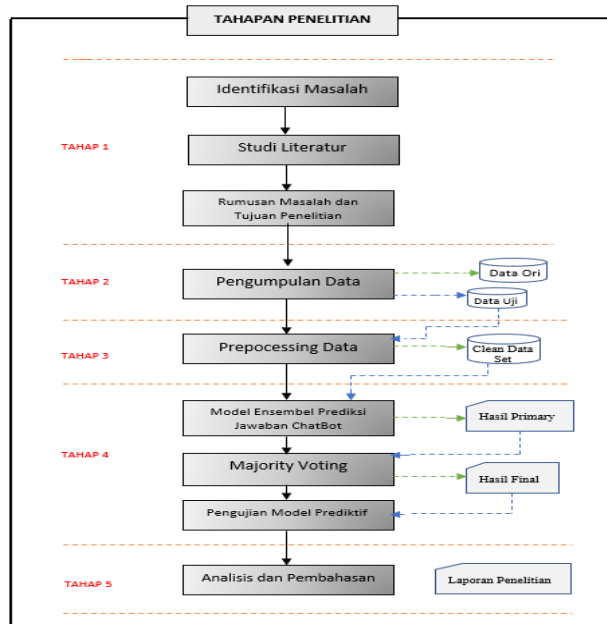 TAHAPAN PENELITIAN
Identifikasi Masalah
TAHAP 1
Studi Literatur
Rumusan Masalah dan
Tujuan Penelitian
TAHAP 2
Pengumpulan Data
Data Ori
Data Uji
TAHAP 3
Prepocessing Data
Clean Data
Set
Model Ensembel Prediksi
Jawaban ChatBot
Hasil Primary
TAHAP 4
Majority Voting
Hasil Final
Pengujian Model Prediktif
TAHAP 5
Analisis dan Pembahasan
Laporan Penelitian